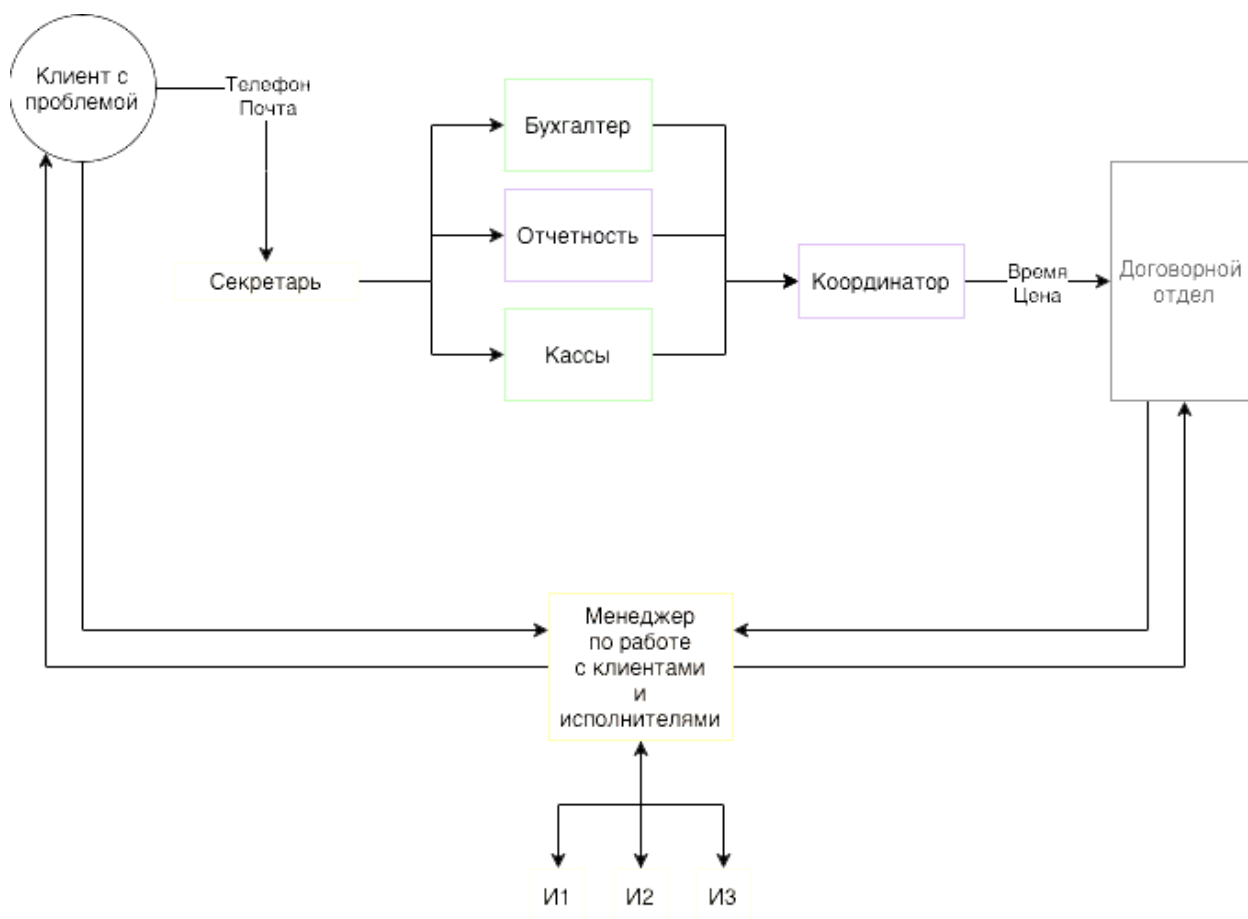 Клиент с
проблемой
Телефон
Почта
Секретарь
Бухгалтер
Отчетность
Кассы
Координатор
Время
Цена
Договорной
отдел
Менеджер
по работе
с клиентами
и
исполнителями
И1
И2
И3